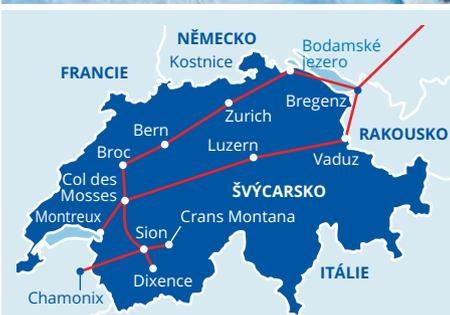 NĚMECKO
Bodamské
jezero
Kostnice
FRANCIE
Bregenz
Zurich
Bern
RAKOUSKO
Luzern
Broc
Vaduz
Col des
Mosses
ŠVÝCARSKO
Montreux
Crans Montana
Sion
ITÁLIE
Dixence
Chamonix